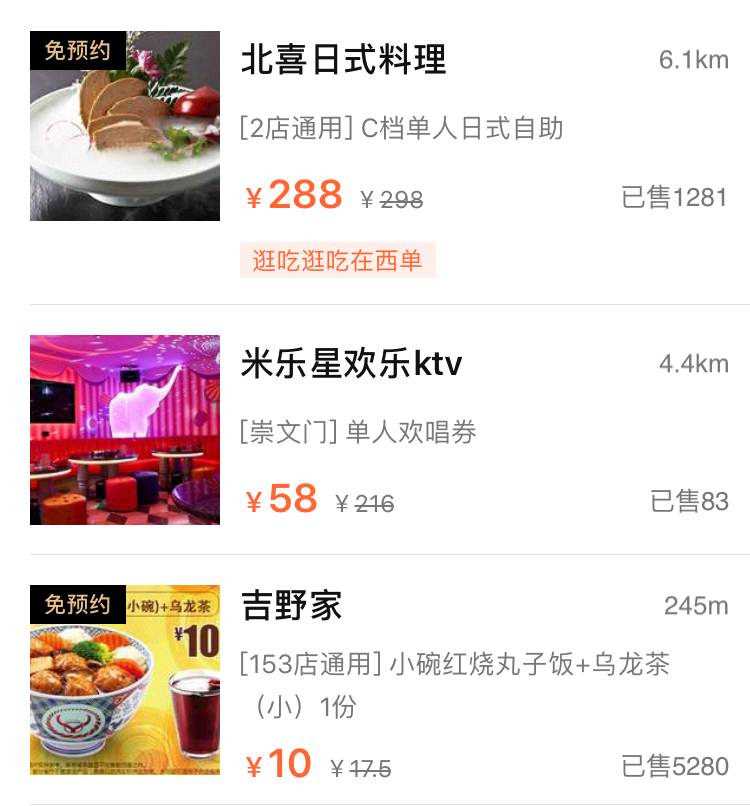 免预约
北喜日式料理
6.1km
[2店通用] C档单人日式自助
¥288 ¥298
已售1281
逛吃逛吃在西单
米乐星欢乐ktv
4.4km
[崇文门] 单人欢唱券
¥58 ¥216
已售83
免预约
小碗)+乌龙茶
¥10
吉野家
245m
[153店通用] 小碗红烧丸子饭+乌龙茶
（小）1份
¥10 ¥17.5
已售5280